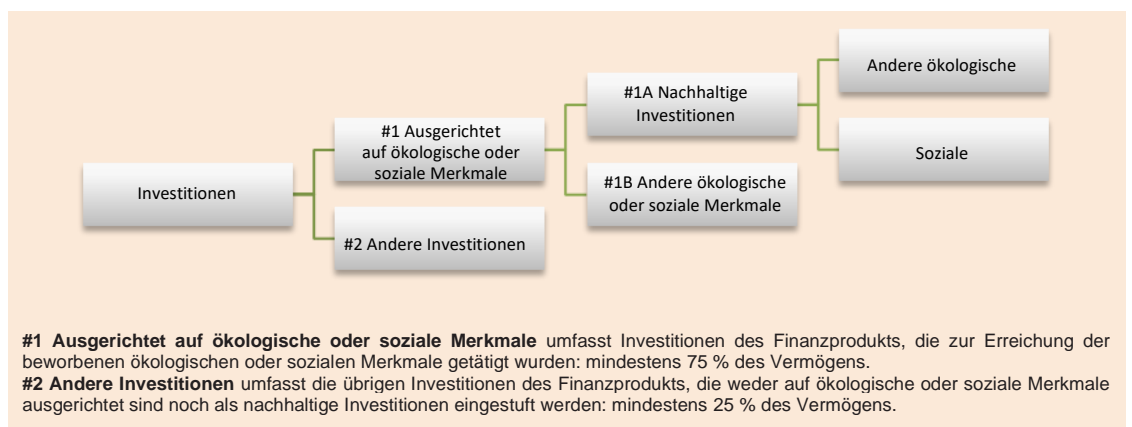 Investitionen
#1 Ausgerichtet
auf ökologische oder
soziale Merkmale
#2 Andere Investitionen
#1A Nachhaltige
Investitionen
#1B Andere ökologische
oder soziale Merkmale
Andere ökologische
Soziale
#1 Ausgerichtet auf ökologische oder soziale Merkmale umfasst Investitionen des Finanzprodukts, die zur Erreichung der
beworbenen ökologischen oder sozialen Merkmale getätigt wurden: mindestens 75 % des Vermögens.
#2 Andere Investitionen umfasst die übrigen Investitionen des Finanzprodukts, die weder auf ökologische oder soziale Merkmale
ausgerichtet sind noch als nachhaltige Investitionen eingestuft werden: mindestens 25 % des Vermögens.